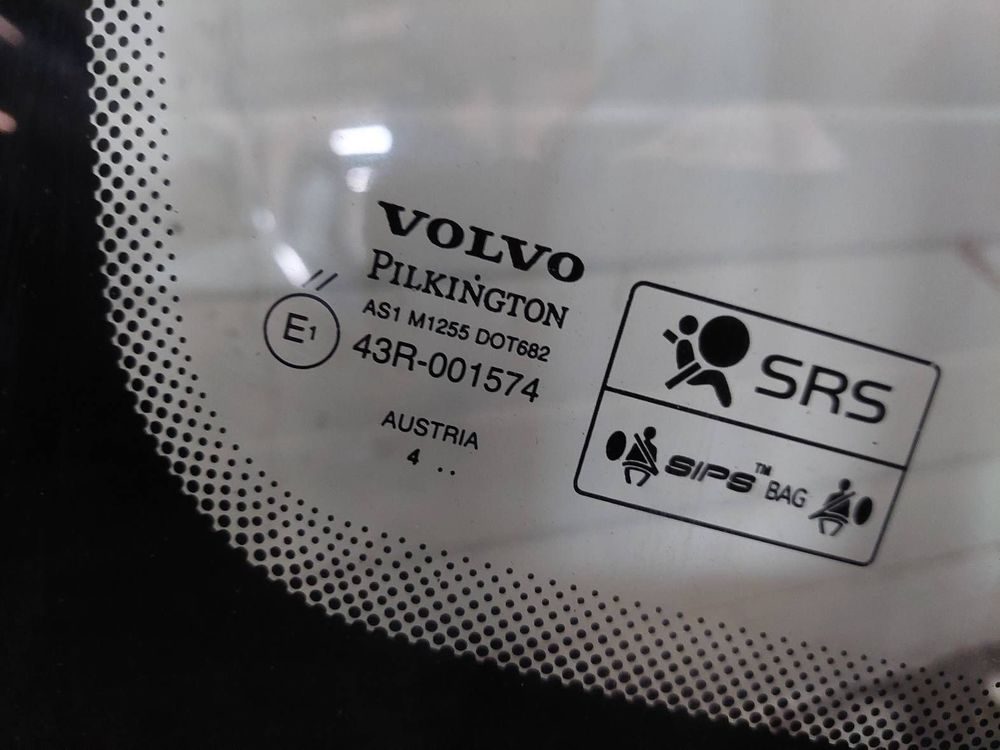 VOLVO
PILKINGTON
AS1 M1255 DOT682
//
E1
43R-001574
AUSTRIA
4 ..
SRS
SIPS™ BAG